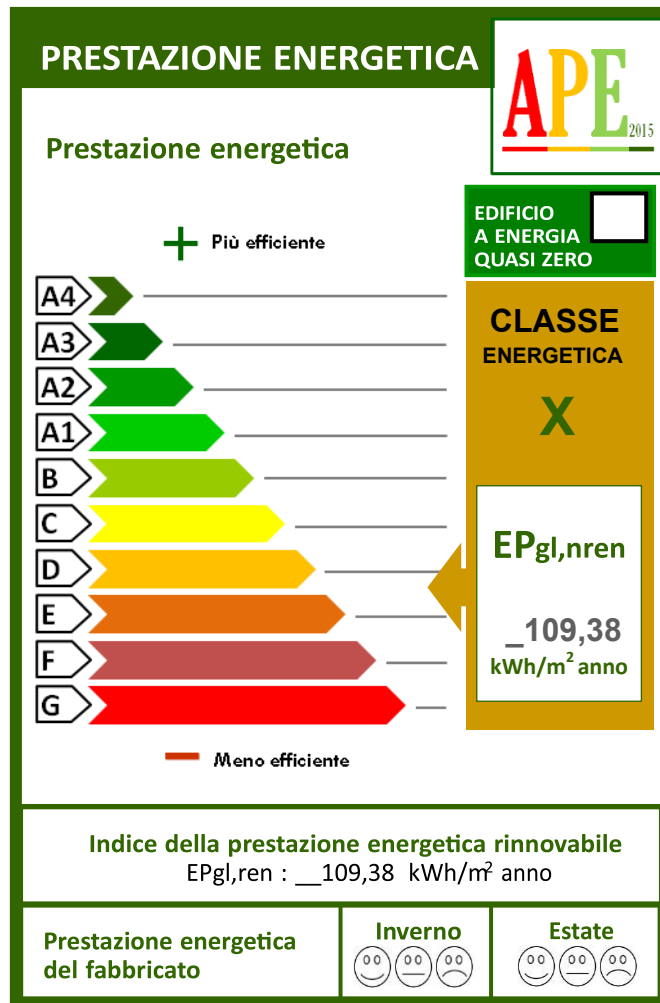 PRESTAZIONE ENERGETICA
APE 2015
Prestazione energetica
+ Più efficiente
EDIFICIO
A ENERGIA
QUASI ZERO
A4
A3
A2
A1
B
C
D
E
F
G
CLASSE
ENERGETICA
X
EPgl,nren
_109,38
kWh/m² anno
Meno efficiente
Indice della prestazione energetica rinnovabile
EPgl,ren : __109,38 kWh/m² anno
Prestazione energetica
del fabbricato
Inverno
Estate